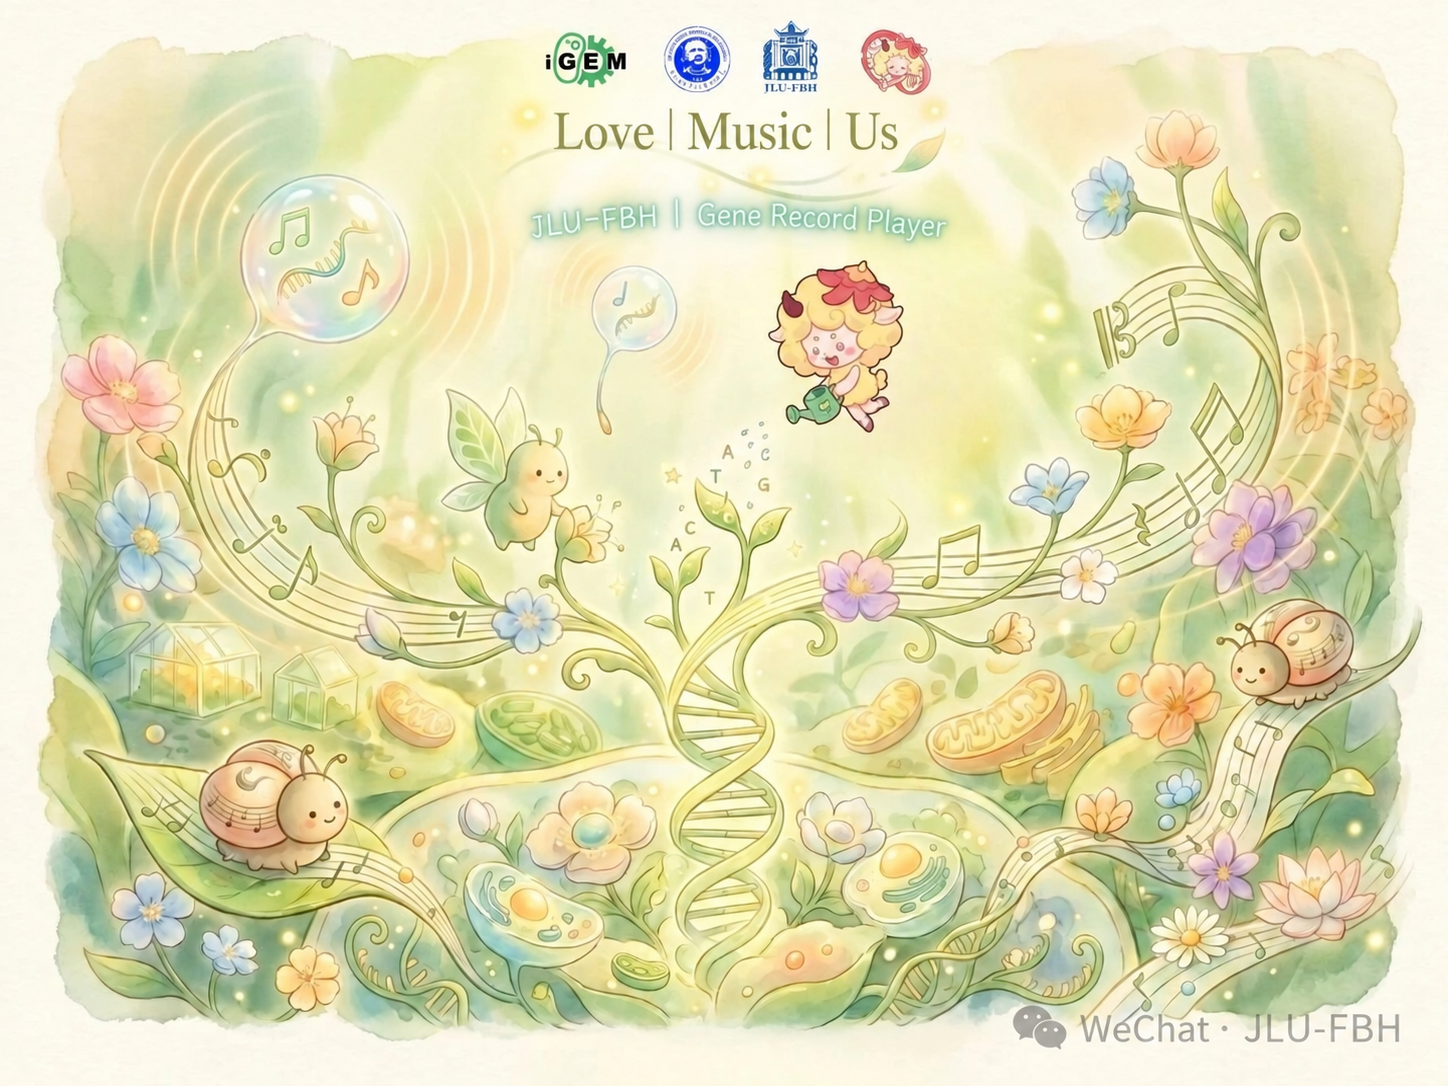 iGEM
JLU-FBH
Love | Music | Us
JLU-FBH | Gene Record Player
A
T
C
G
C
A
T
WeChat · JLU-FBH